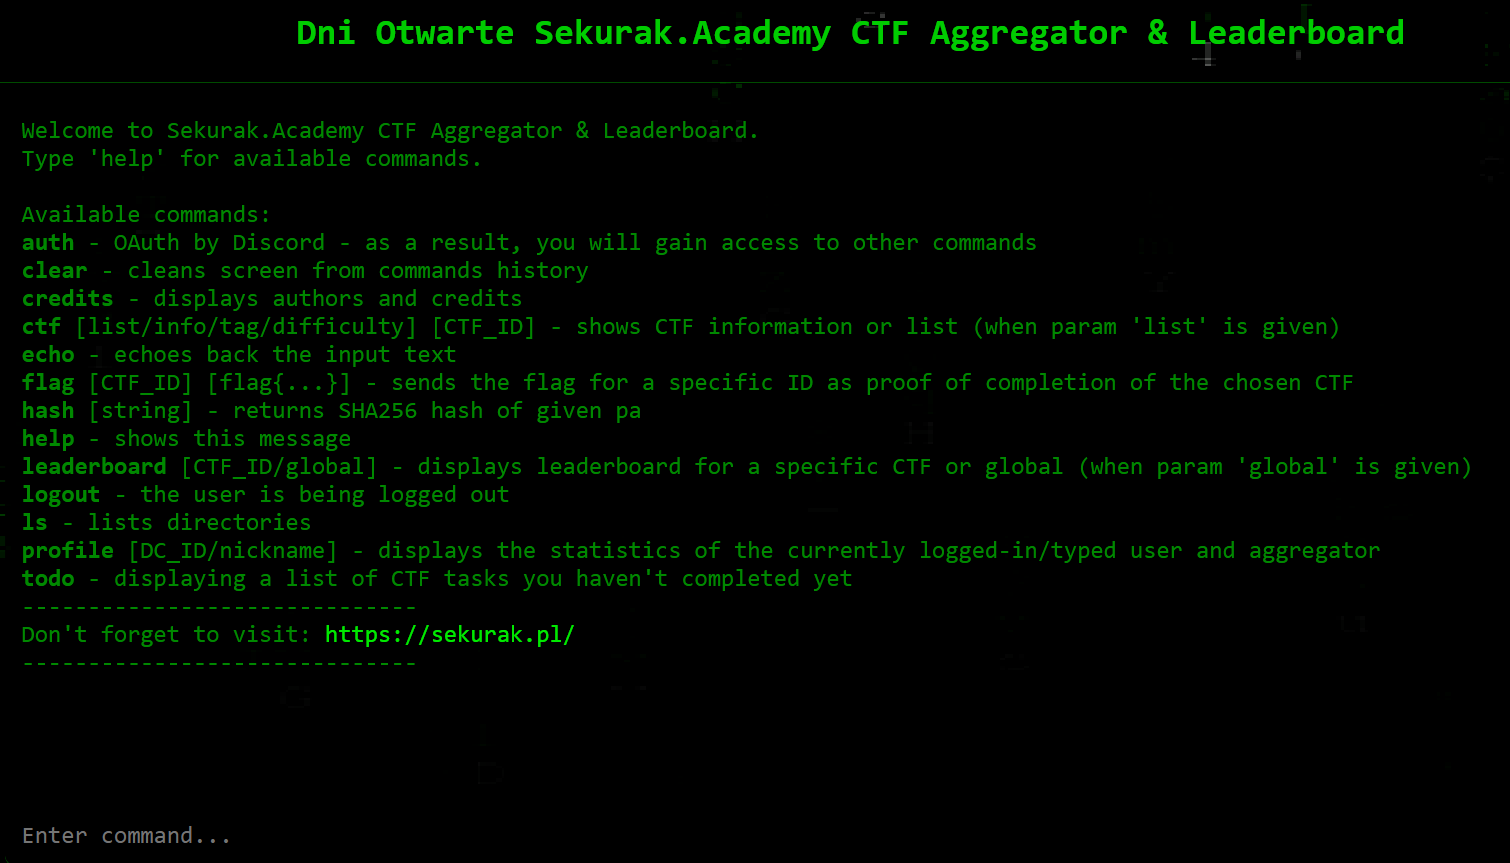 Dni Otwarte Sekurak.Academy CTF Aggregator & Leaderboard
Welcome to Sekurak.Academy CTF Aggregator & Leaderboard.
Type 'help' for available commands.
Available commands:
auth - OAuth by Discord - as a result, you will gain access to other commands
clear - cleans screen from commands history
credits - displays authors and credits
ctf [list/info/tag/difficulty] [CTF_ID] - shows CTF information or list (when param 'list' is given)
echo - echoes back the input text
flag [CTF_ID] [flag{...}] - sends the flag for a specific ID as proof of completion of the chosen CTF
hash [string] - returns SHA256 hash of given pa
help - shows this message
leaderboard [CTF_ID/global] - displays leaderboard for a specific CTF or global (when param 'global' is given)
logout - the user is being logged out
ls - lists directories
profile [DC_ID/nickname] - displays the statistics of the currently logged-in/typed user and aggregator
todo - displaying a list of CTF tasks you haven't completed yet
------------------------------
Don't forget to visit: https://sekurak.pl/
------------------------------
Enter command...